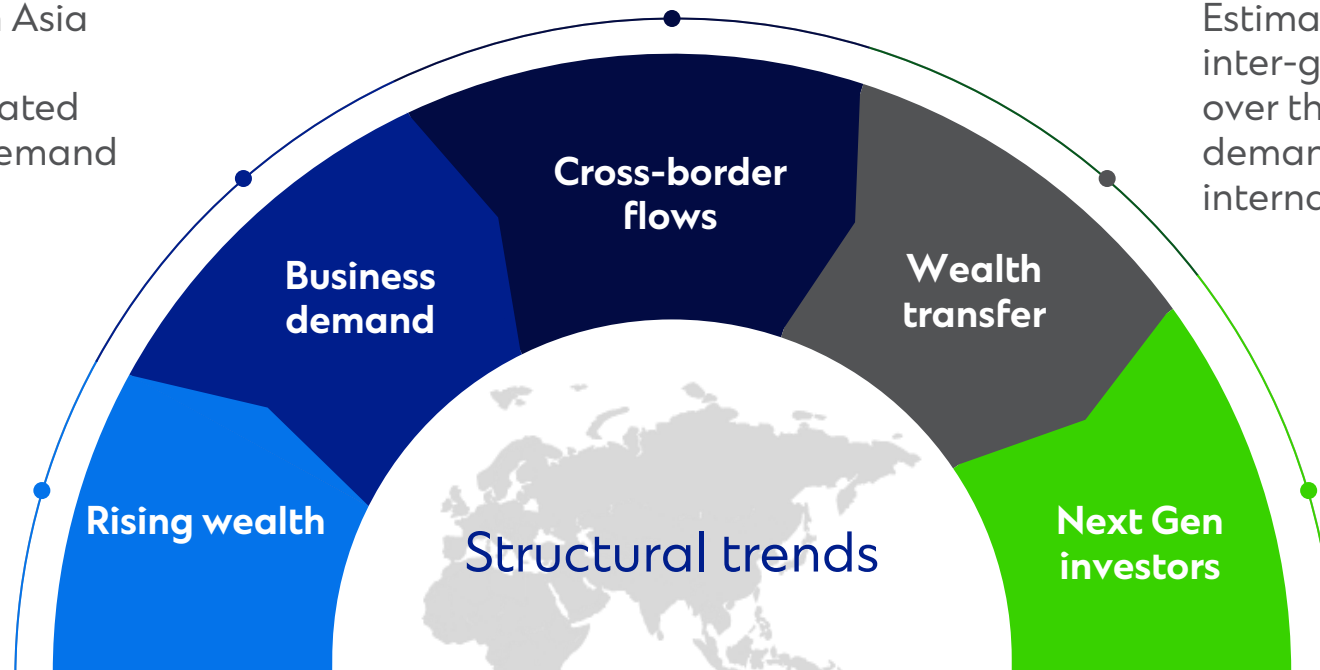 Asia
ated
emand
Cross-border
flows
Business
demand
Wealth
transfer
Rising wealth
Next Gen
investors
Structural trends
Estima
inter-g
over th
deman
interna